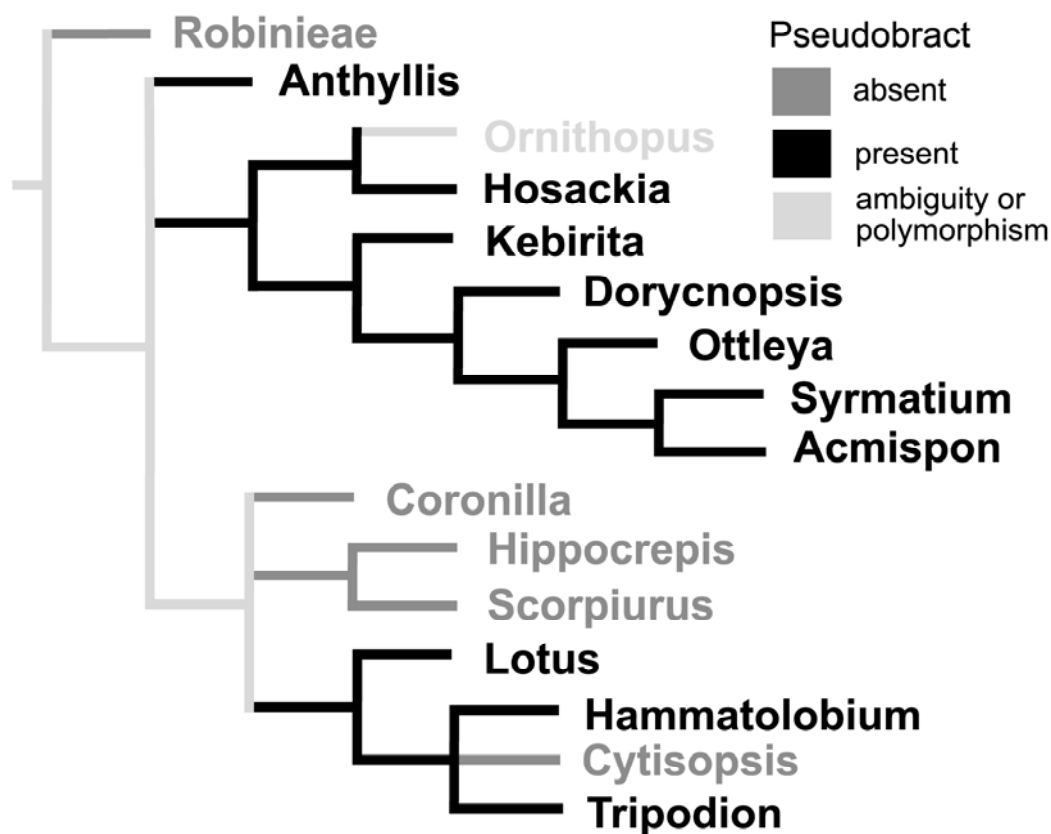 Robinieae
Anthyllis
Ornithopus
Hosackia
Kebirita
Dorycnopsis
Ottleya
Syrmatium
Acmispon
Coronilla
Hippocrepis
Scorpiurus
Lotus
Hammatolobium
Cytisopsis
Tripodion
Pseudobract
absent
present
ambiguity or
polymorphism